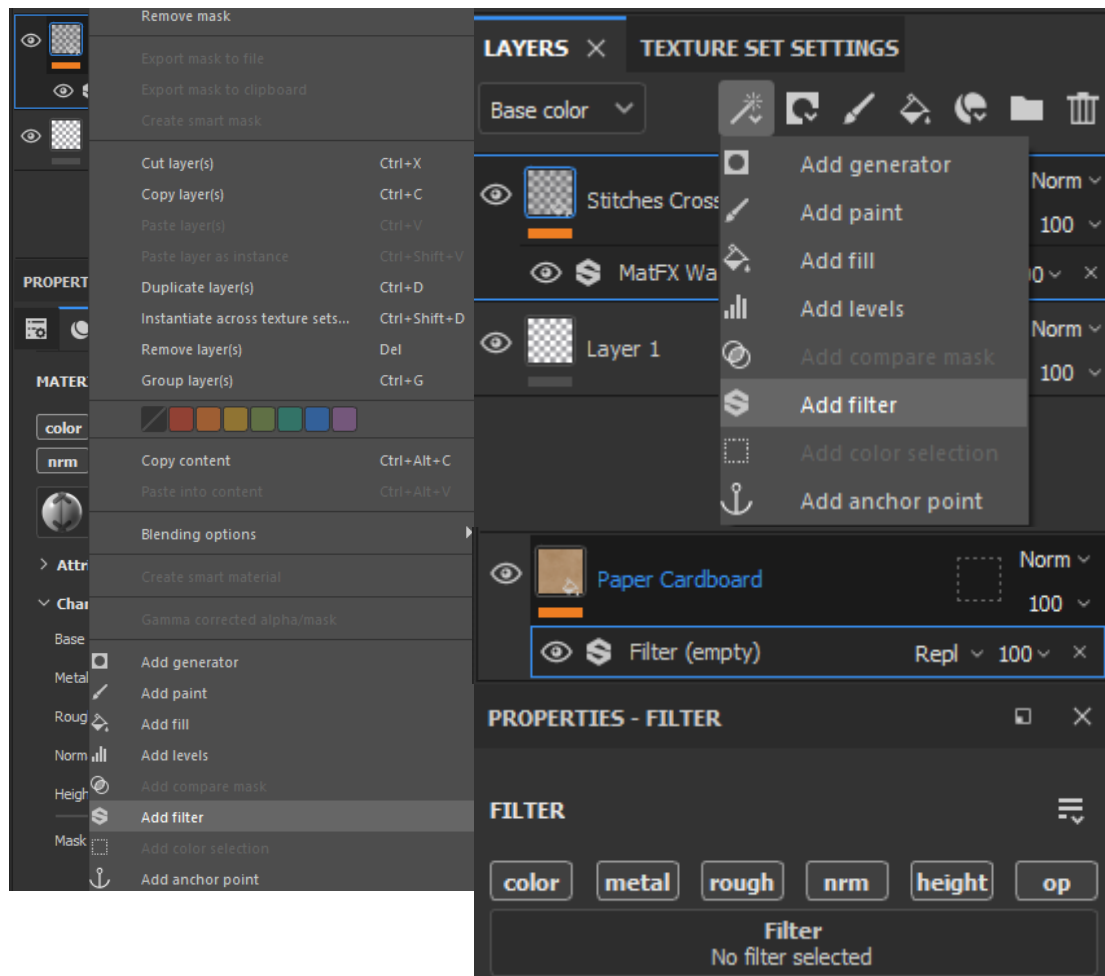 Remove mask
Export mask to file
Export mask to clipboard
Create smart mask
Cut layer(s) Ctrl+X
Copy layer(s) Ctrl+C
Paste layer(s) Ctrl+V
Paste layer as instance Ctrl+Shift+V
Duplicate layer(s) Ctrl+D
Instantiate across texture sets... Ctrl+Shift+D
Remove layer(s) Del
Group layer(s) Ctrl+G
Copy content Ctrl+Alt+C
Paste into content Ctrl+Alt+V
Blending options
Create smart material
Gamma corrected alpha/mask
Add generator
Add paint
Add fill
Add levels
Add compare mask
Add filter
Add color selection
Add anchor point
PROPERT
MATER
color
nrm
Attri
Char
Base
Metal
Roug
Norm
Heigh
Mask
LAYERS TEXTURE SET SETTINGS
Base color
Add generator
Add paint
Add fill
Add levels
Add compare mask
Add filter
Add color selection
Add anchor point
Stitches Cross Norm
100
MatFX Wa 0
Layer 1 Norm
100
Paper Cardboard Norm
100
Filter (empty) Repl 100
PROPERTIES - FILTER
FILTER
color metal rough nrm height op
Filter
No filter selected